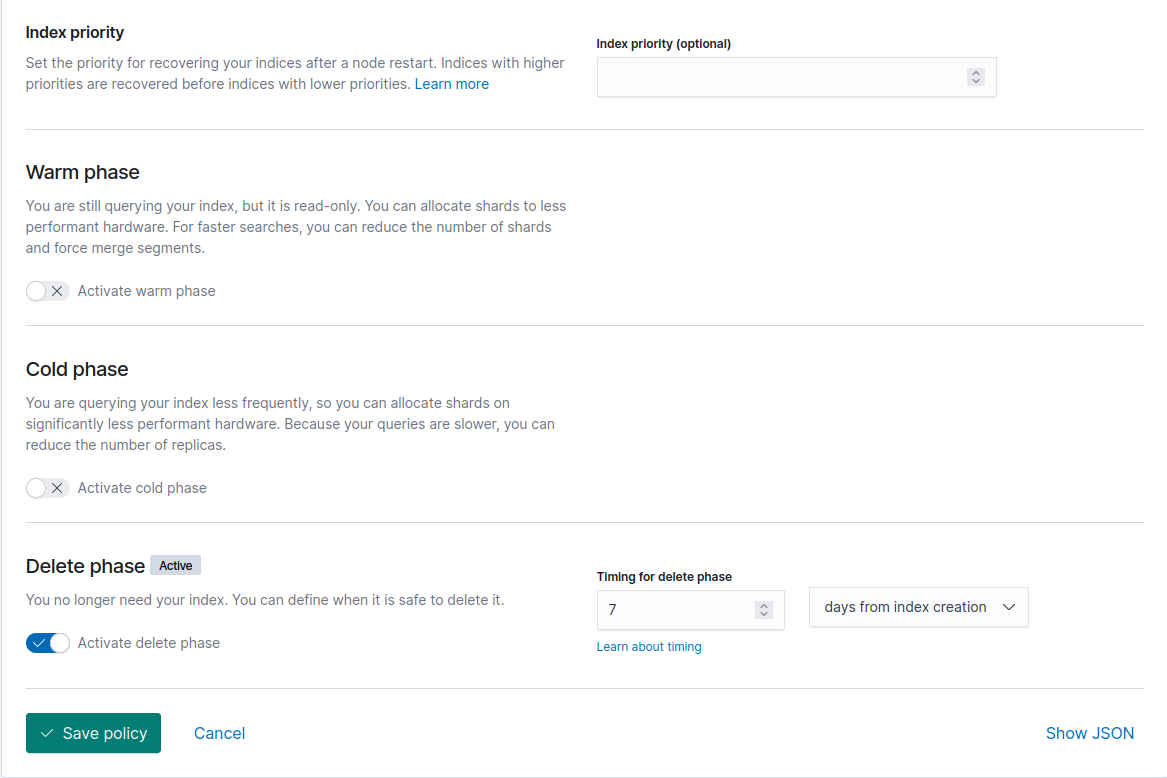 Index priority
Set the priority for recovering your indices after a node restart. Indices with higher
priorities are recovered before indices with lower priorities. Learn more
Index priority (optional)
Warm phase
You are still querying your index, but it is read-only. You can allocate shards to less
performant hardware. For faster searches, you can reduce the number of shards
and force merge segments.
Activate warm phase
Cold phase
You are querying your index less frequently, so you can allocate shards on
significantly less performant hardware. Because your queries are slower, you can
reduce the number of replicas.
Activate cold phase
Delete phase Active
You no longer need your index. You can define when it is safe to delete it.
Activate delete phase
Timing for delete phase
7 days from index creation
Learn about timing
Save policy Cancel Show JSON